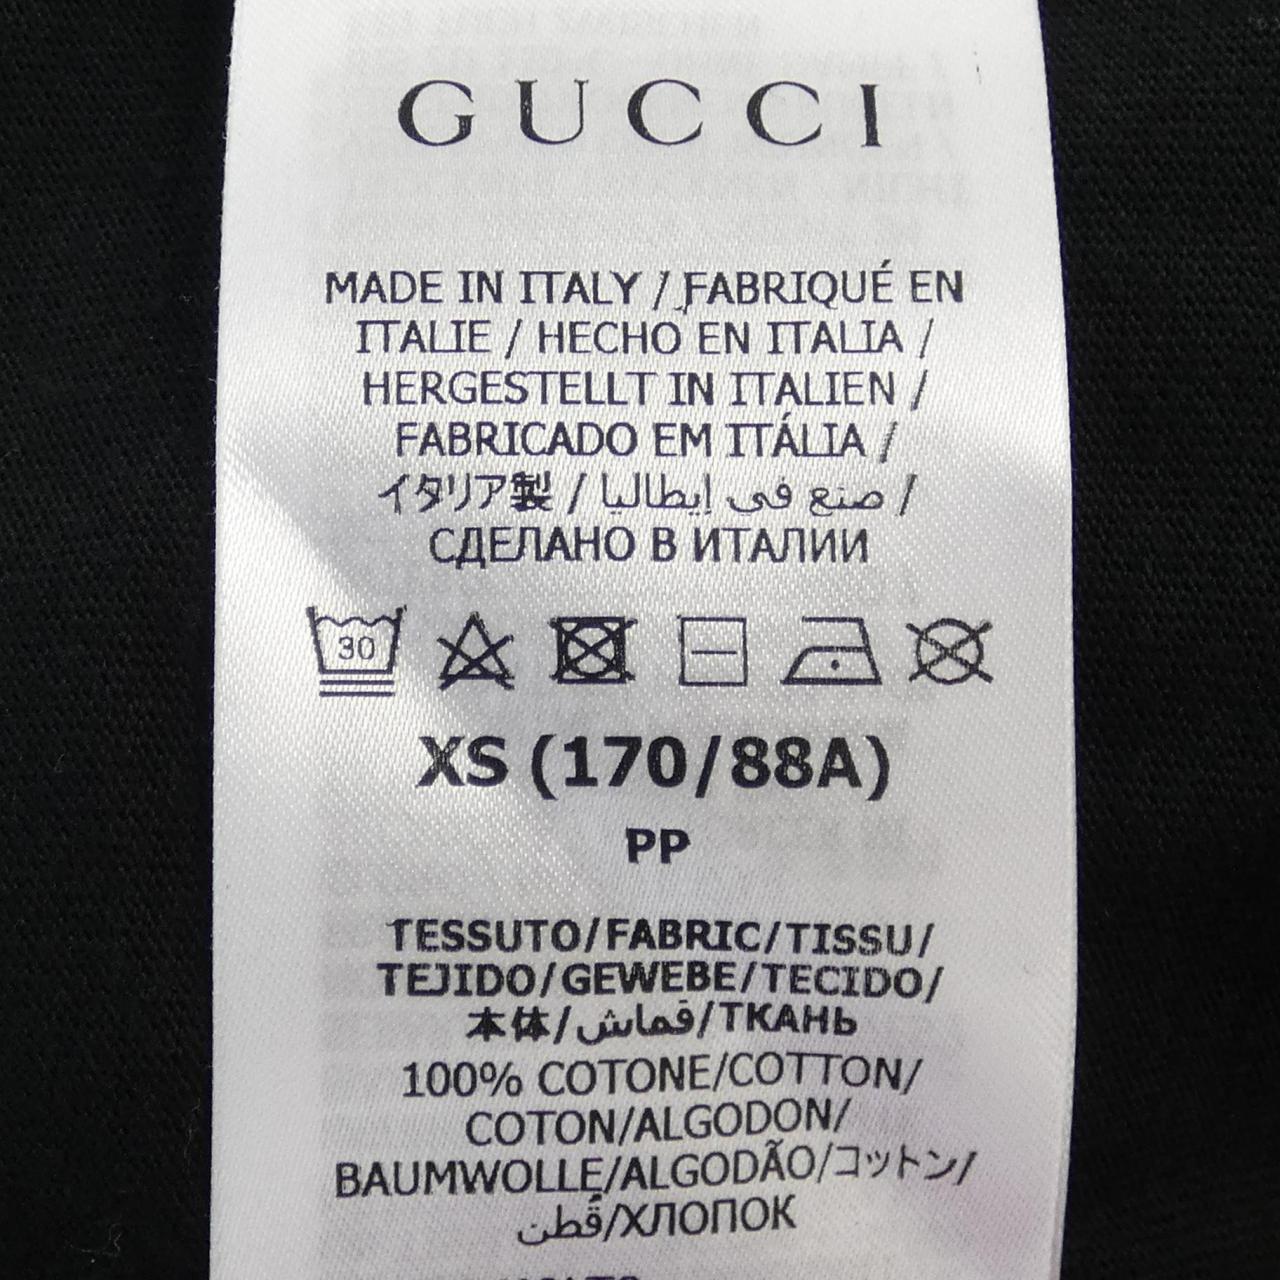 GUCCI
MADE IN ITALY / FABRIQUÉ EN
ITALIE / HECHO EN ITALIA /
HERGESTELLT IN ITALIEN /
FABRICADO EM ITÁLIA /
イタリア製 / صنع في إيطاليا /
СДЕЛАНО В ИТАЛИИ
30
XS (170/88A)
PP
TESSUTO/FABRIC/TISSU/
TEJIDO/GEWEBE/TECIDO/
本体/قماش/ТКАНЬ
100% COTONE/COTTON/
COTON/ALGODON/
BAUMWOLLE/ALGODÃO/コットン/
قطن/ХЛОПОК